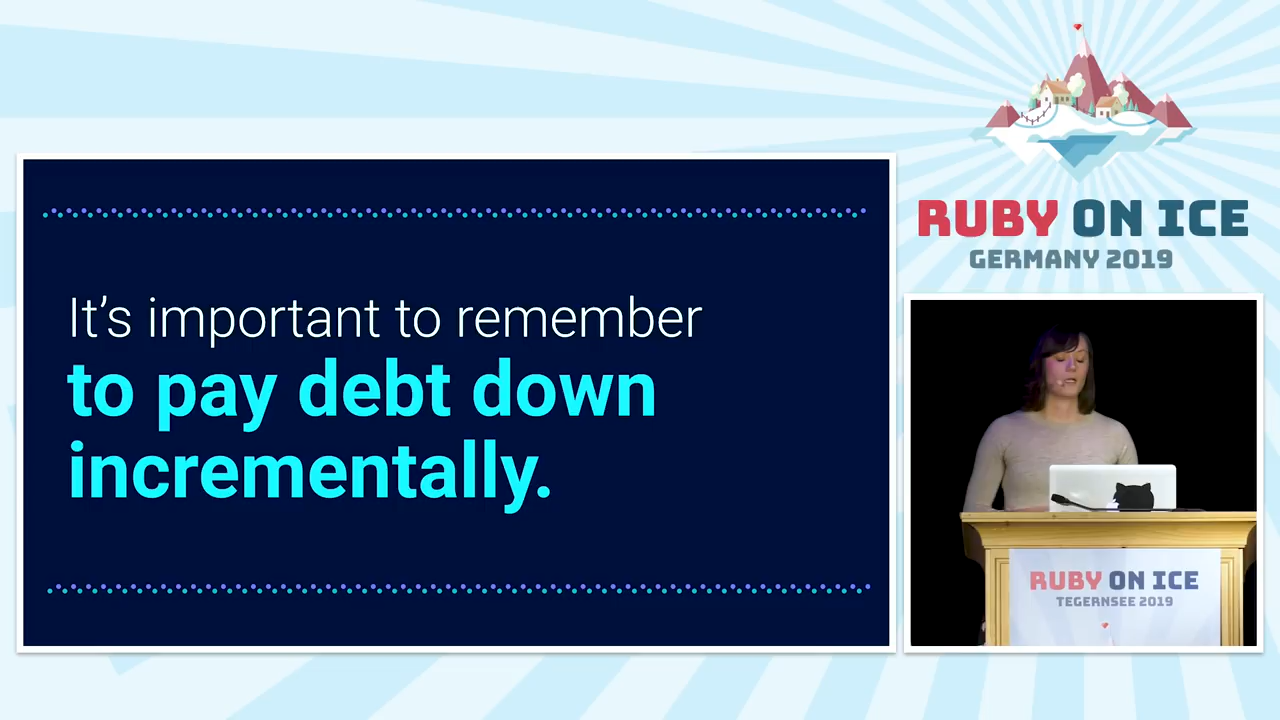 RUBY ON ICE
GERMANY 2019
It's important to remember
to pay debt down
incrementally.
RUBY ON ICE
TEGERNSEE 2019